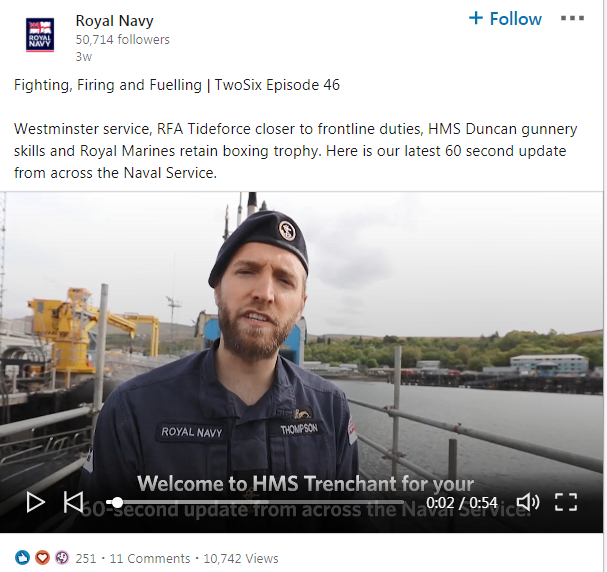 Royal Navy
+ Follow
50,714 followers
3w
ROYAL
NAVY
Fighting, Firing and Fuelling | TwoSix Episode 46
Westminster service, RFA Tideforce closer to frontline duties, HMS Duncan gunnery
skills and Royal Marines retain boxing trophy. Here is our latest 60 second update
from across the Naval Service.
ROYAL NAVY
THOMPSON
Welcome to HMS Trenchant for your
60-second update from across the Naval Service.
0:02 / 0:54
251 · 11 Comments · 10,742 Views